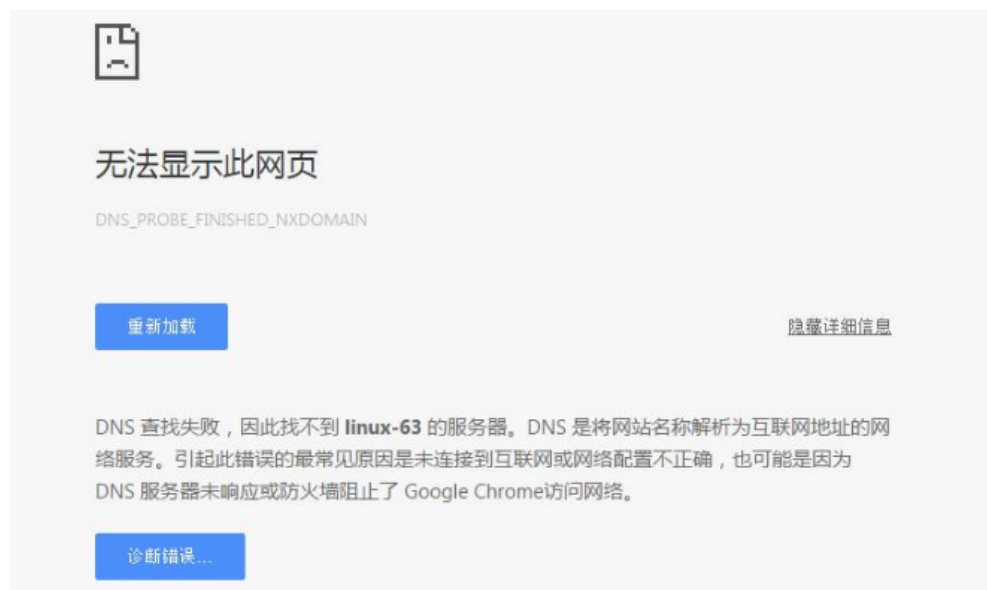 无法显示此网页
DNS_PROBE_FINISHED_NXDOMAIN
重新加载
隐藏详细信息
DNS 查找失败，因此找不到 linux-63 的服务器。DNS 是将网站名称解析为互联网地址的网
络服务。引起此错误的最常见原因是未连接到互联网或网络配置不正确，也可能是因为
DNS 服务器未响应或防火墙阻止了 Google Chrome访问网络。
诊断错误...